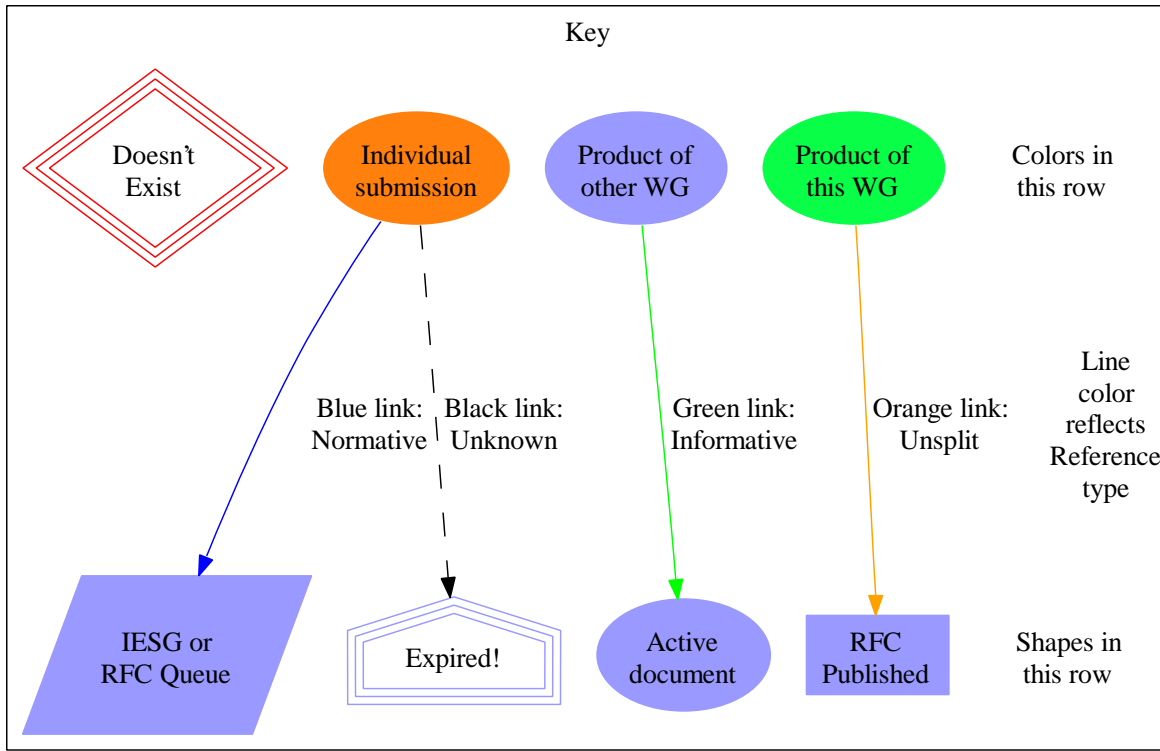 Key
Doesn't
Exist
Individual
submission
Product of
other WG
Product of
this WG
Colors in
this row
Blue link:
Normative
Black link:
Unknown
Green link:
Informative
Orange link:
Unsplit
Line
color
reflects
Reference
type
IESG or
RFC Queue
Expired!
Active
document
RFC
Published
Shapes in
this row